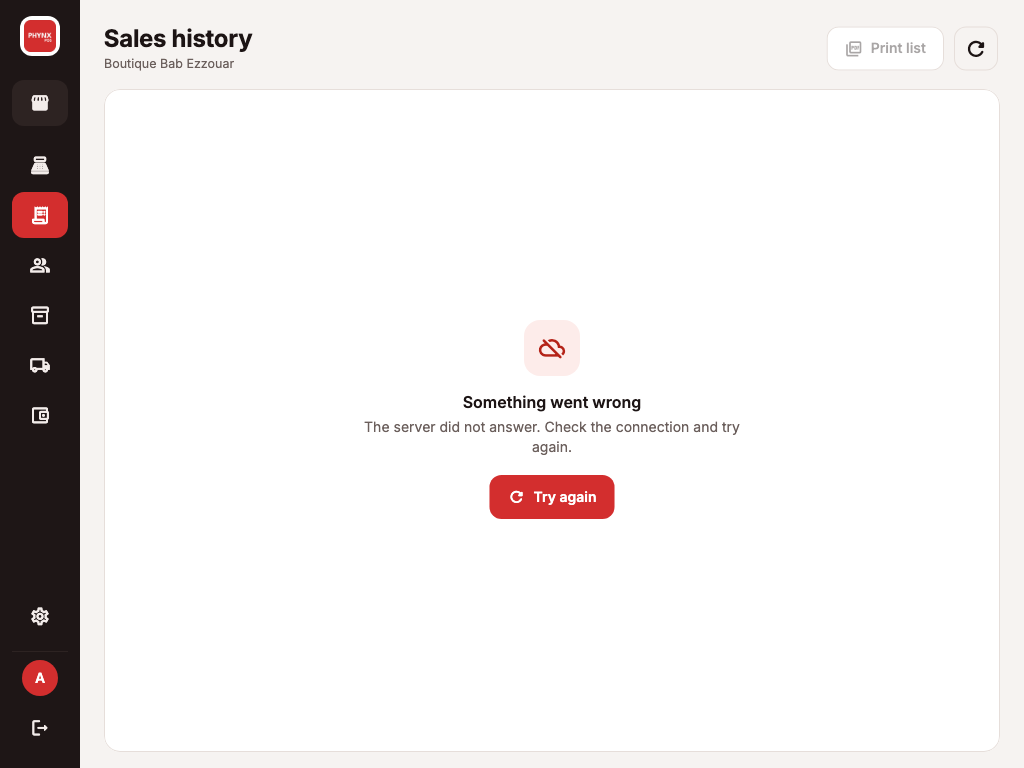 PHYNX
Sales history
Boutique Bab Ezzouar
PDF
Print list
Something went wrong
The server did not answer. Check the connection and try
again.
Try again
A